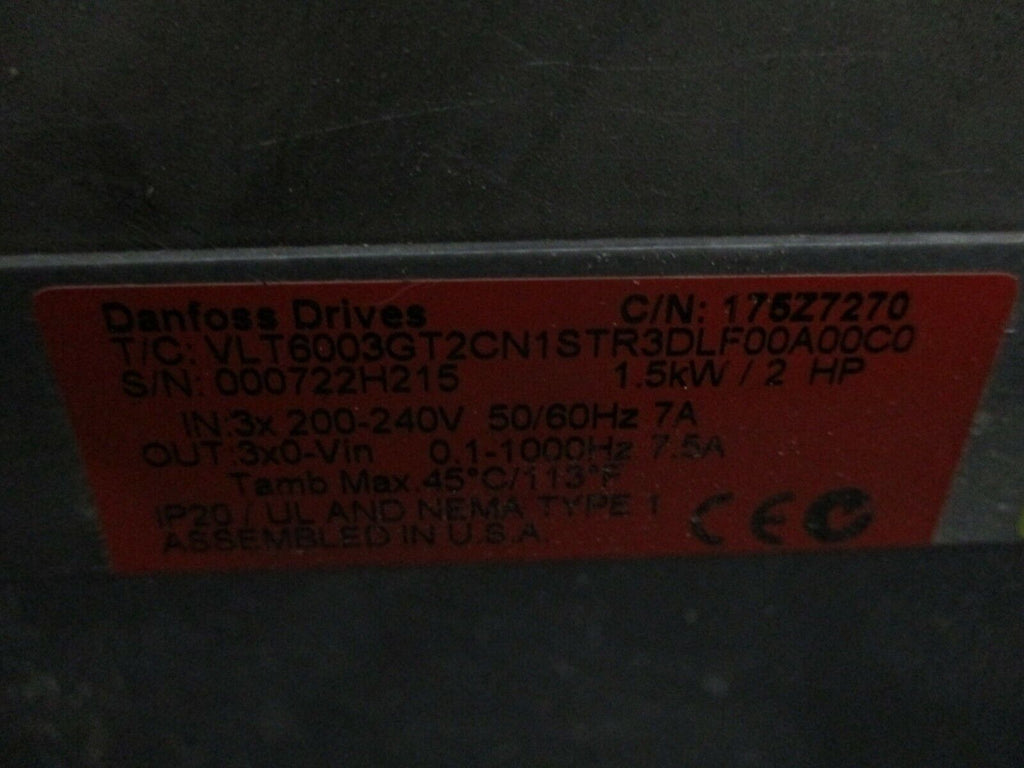 Danfoss Drives C/N: 175Z7270
T/C: VLT6003GT2CN1STR3DLF00A00C0
S/N: 000722H215 1.5kW / 2 HP
IN:3x 200-240V 50/60Hz 7A
OUT:3x0-Vin 0.1-1000Hz 7.5A
Tamb Max.45°C/113°F
IP20 / UL AND NEMA TYPE 1
ASSEMBLED IN U.S.A.
CE